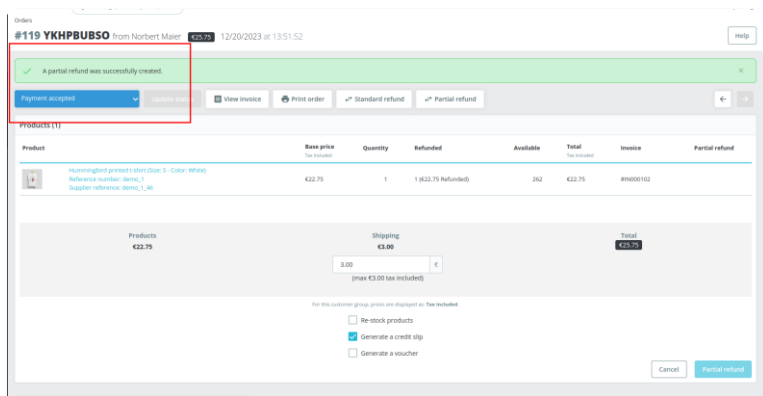 Orders
#119 YKHPBUBSO from Norbert Maier €25.75 12/20/2023 at 13:51:52
Help
A partial refund was successfully created.
Payment accepted Update status View invoice Print order Standard refund Partial refund
Products (1)
Product Base price Quantity Refunded Available Total Invoice Partial refund
Tax included Tax included
Hummingbird printed t-shirt (Size: S - Color: White)
Reference number: demo_1
Supplier reference: demo_1_46
€22.75 1 1 (€22.75 Refunded) 262 €22.75 #IN000102
Products Shipping Total
€22.75 €3.00 €25.75
3.00 €
(max €3.00 tax included)
For this customer group, prices are displayed as: Tax included.
Re-stock products
Generate a credit slip
Generate a voucher
Cancel Partial refund